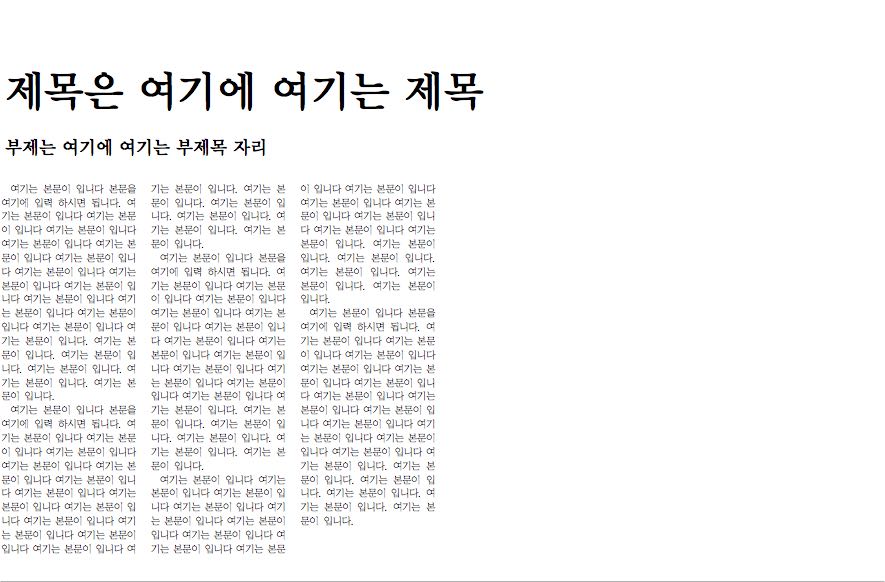 제목은 여기에 여기는 제목
부제는 여기에 여기는 부제목 자리
여기는 본문이 입니다 본문을
여기에 입력 하시면 됩니다. 여
기는 본문이 입니다 여기는 본문
이 입니다 여기는 본문이 입니다
여기는 본문이 입니다 여기는 본
문이 입니다 여기는 본문이 입니
다 여기는 본문이 입니다 여기는
본문이 입니다 여기는 본문이 입
니다 여기는 본문이 입니다 여기
는 본문이 입니다 여기는 본문이
입니다 여기는 본문이 입니다 여
기는 본문이 입니다. 여기는 본
문이 입니다. 여기는 본문이 입
니다. 여기는 본문이 입니다. 여
기는 본문이 입니다. 여기는 본
문이 입니다.
여기는 본문이 입니다 본문을
여기에 입력 하시면 됩니다. 여
기는 본문이 입니다 여기는 본문
이 입니다 여기는 본문이 입니다
여기는 본문이 입니다 여기는 본
문이 입니다 여기는 본문이 입니
다 여기는 본문이 입니다 여기는
본문이 입니다 여기는 본문이 입
니다 여기는 본문이 입니다 여기
는 본문이 입니다 여기는 본문이
입니다 여기는 본문이 입니다 여
기는 본문이 입니다. 여기는 본
문이 입니다. 여기는 본문이 입
니다. 여기는 본문이 입니다. 여
기는 본문이 입니다. 여기는 본
문이 입니다.
여기는 본문이 입니다 본문을
여기에 입력 하시면 됩니다. 여
기는 본문이 입니다 여기는 본문
이 입니다 여기는 본문이 입니다
여기는 본문이 입니다 여기는 본
문이 입니다 여기는 본문이 입니
다 여기는 본문이 입니다 여기는
본문이 입니다 여기는 본문이 입
니다 여기는 본문이 입니다 여기
는 본문이 입니다 여기는 본문이
입니다 여기는 본문이 입니다 여
기는 본문이 입니다. 여기는 본
문이 입니다. 여기는 본문이 입
니다. 여기는 본문이 입니다. 여
기는 본문이 입니다. 여기는 본
문이 입니다.
여기는 본문이 입니다 여기는
본문이 입니다 여기는 본문이 입
니다 여기는 본문이 입니다 여기
는 본문이 입니다 여기는 본문이
입니다 여기는 본문이 입니다 여
기는 본문이 입니다 여기는 본문
이 입니다 여기는 본문이 입니다
여기는 본문이 입니다 여기는 본
문이 입니다 여기는 본문이 입니
다 여기는 본문이 입니다 여기는
본문이 입니다. 여기는 본문이
입니다. 여기는 본문이 입니다.
여기는 본문이 입니다. 여기는
본문이 입니다. 여기는 본문이
입니다.
여기는 본문이 입니다 본문을
여기에 입력 하시면 됩니다. 여
기는 본문이 입니다 여기는 본문
이 입니다 여기는 본문이 입니다
여기는 본문이 입니다 여기는 본
문이 입니다 여기는 본문이 입니
다 여기는 본문이 입니다 여기는
본문이 입니다 여기는 본문이 입
니다 여기는 본문이 입니다 여기
는 본문이 입니다 여기는 본문이
입니다 여기는 본문이 입니다 여
기는 본문이 입니다. 여기는 본
문이 입니다. 여기는 본문이 입
니다. 여기는 본문이 입니다. 여
기는 본문이 입니다. 여기는 본
문이 입니다.